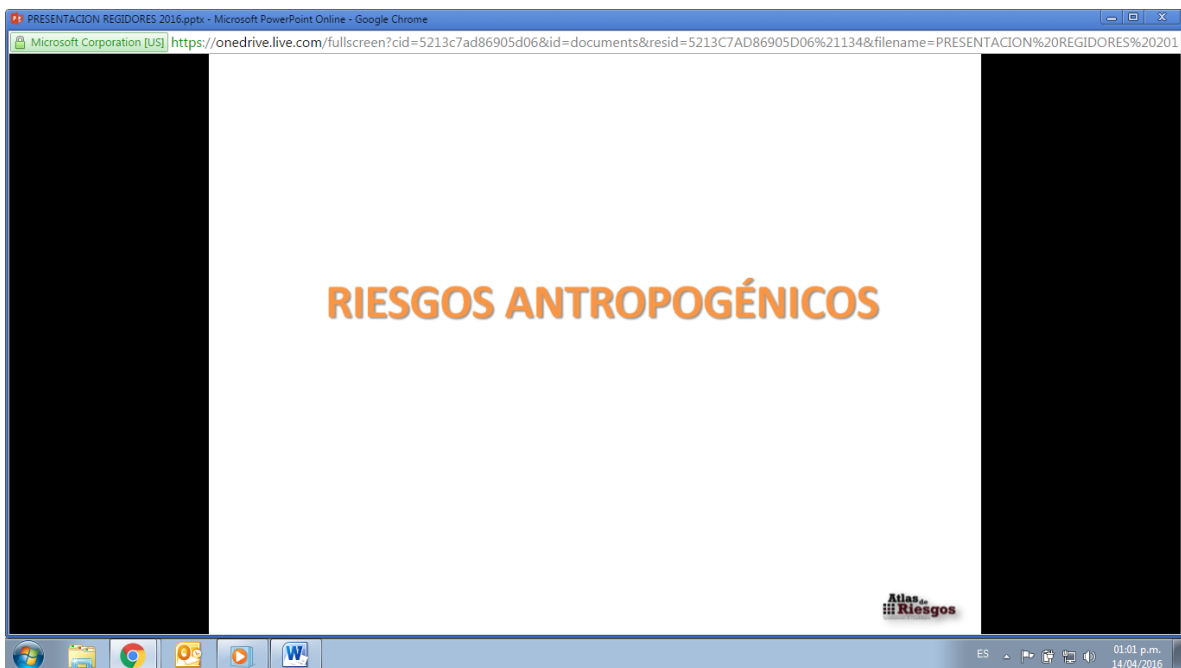 PRESENTACION REGIDORES 2016.pptx - Microsoft PowerPoint Online - Google Chrome
Microsoft Corporation [US] https://onedrive.live.com/fullscreen?cid=5213c7ad86905d06&id=documents&resid=5213C7AD86905D06%21134&filename=PRESENTACION%20REGIDORES%20201
RIESGOS ANTROPOGÉNICOS
Atlas de
Riesgos
ES 01:01 p.m.
14/04/2016